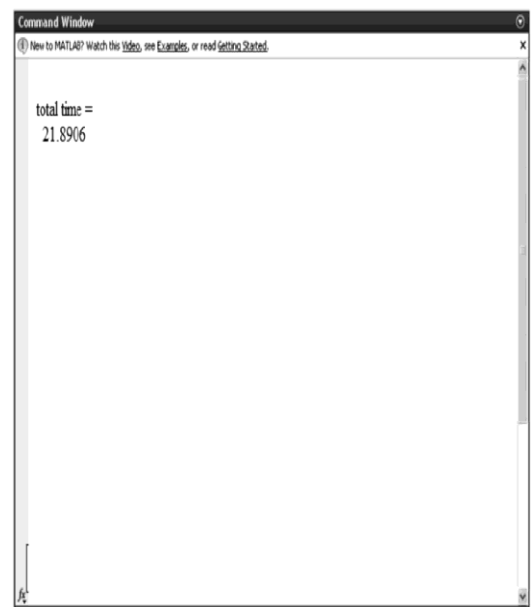 Command Window
New to MATLAB? Watch this Video, see Examples, or read Getting Started.
total time =
21.8906
fx